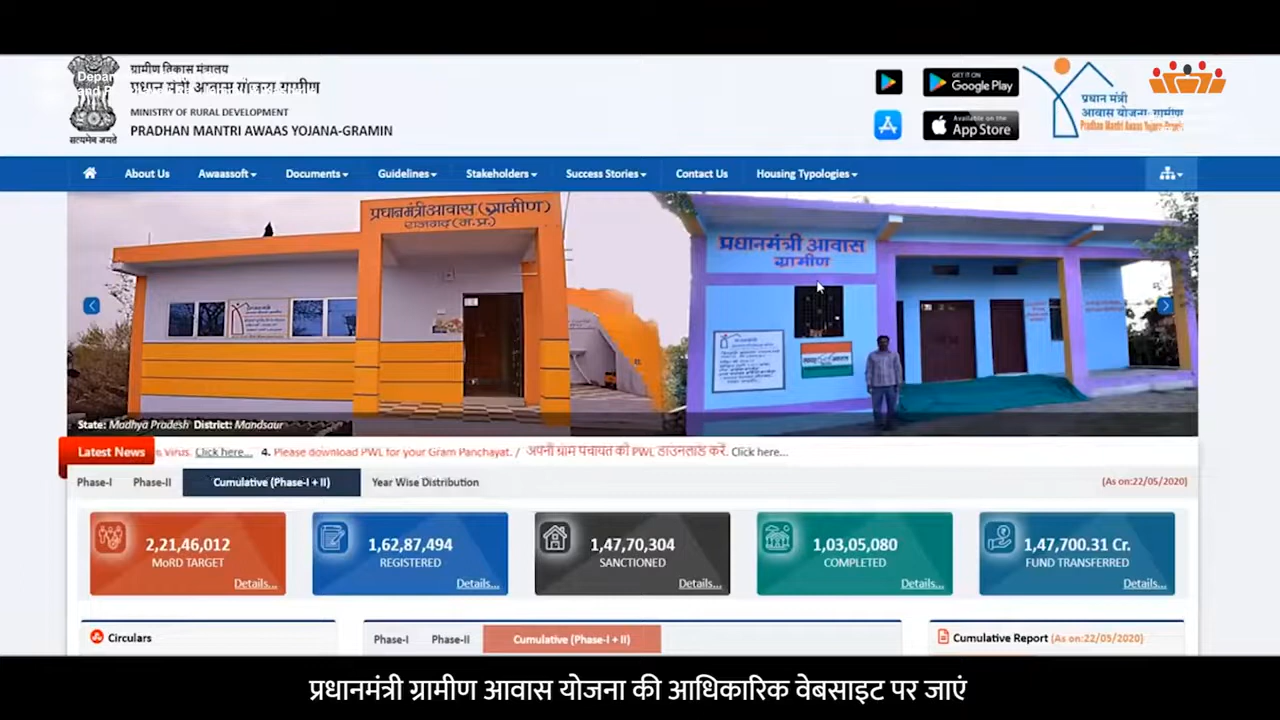 ग्रामीण विकास मंत्रालय
प्रधान मंत्री आवास योजना-ग्रामीण
MINISTRY OF RURAL DEVELOPMENT
PRADHAN MANTRI AWAAS YOJANA-GRAMIN
सत्यमेव जयते
GET IT ON
Google Play
Available on the
App Store
प्रधान मंत्री
आवास योजना-ग्रामीण
Pradhan Mantri Awaas Yojana-Gramin
About Us Awaassoft Documents Guidelines Stakeholders Success Stories Contact Us Housing Typologies
प्रधानमंत्री आवास (ग्रामीण)
प्रधानमंत्री आवास
ग्रामीण
State: Madhya Pradesh District: Mandsaur
Latest News
s Virus. Click here... 4. Please download PWL for your Gram Panchayat. / अपनी ग्राम पंचायत की PWL डाउनलोड करें. Click here...
Phase-I Phase-II Cumulative (Phase-I + II) Year Wise Distribution (As on:22/05/2020)
2,21,46,012
MoRD TARGET
Details...
1,62,87,494
REGISTERED
Details...
1,47,70,304
SANCTIONED
Details...
1,03,05,080
COMPLETED
Details...
1,47,700.31 Cr.
FUND TRANSFERRED
Details...
Circulars
Phase-I Phase-II Cumulative (Phase-I + II)
Cumulative Report (As on:22/05/2020)
प्रधानमंत्री ग्रामीण आवास योजना की आधिकारिक वेबसाइट पर जाएं